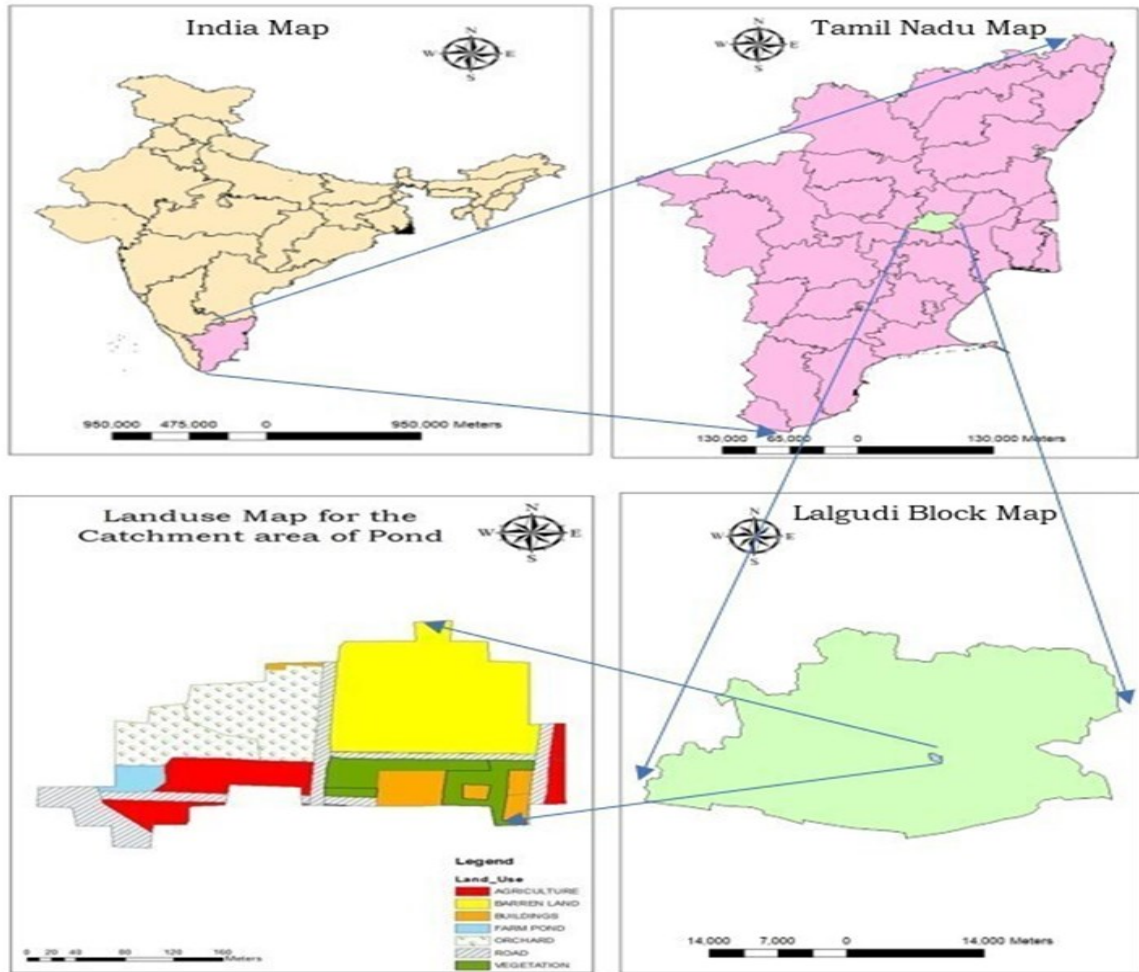 India Map
N
W E
S
950,000 475,000 0 950,000 Meters
Tamil Nadu Map
N
W E
S
130,000 65,000 0 130,000 Meters
Landuse Map for the
Catchment area of Pond
N
W E
S
Legend
Land_Use
AGRICULTURE
BARREN LAND
BUILDINGS
FARM POND
ORCHARD
ROAD
VEGETATION
0 20 40 80 120 160
Meters
Lalgudi Block Map
N
W E
S
14,000 7,000 0 14,000 Meters